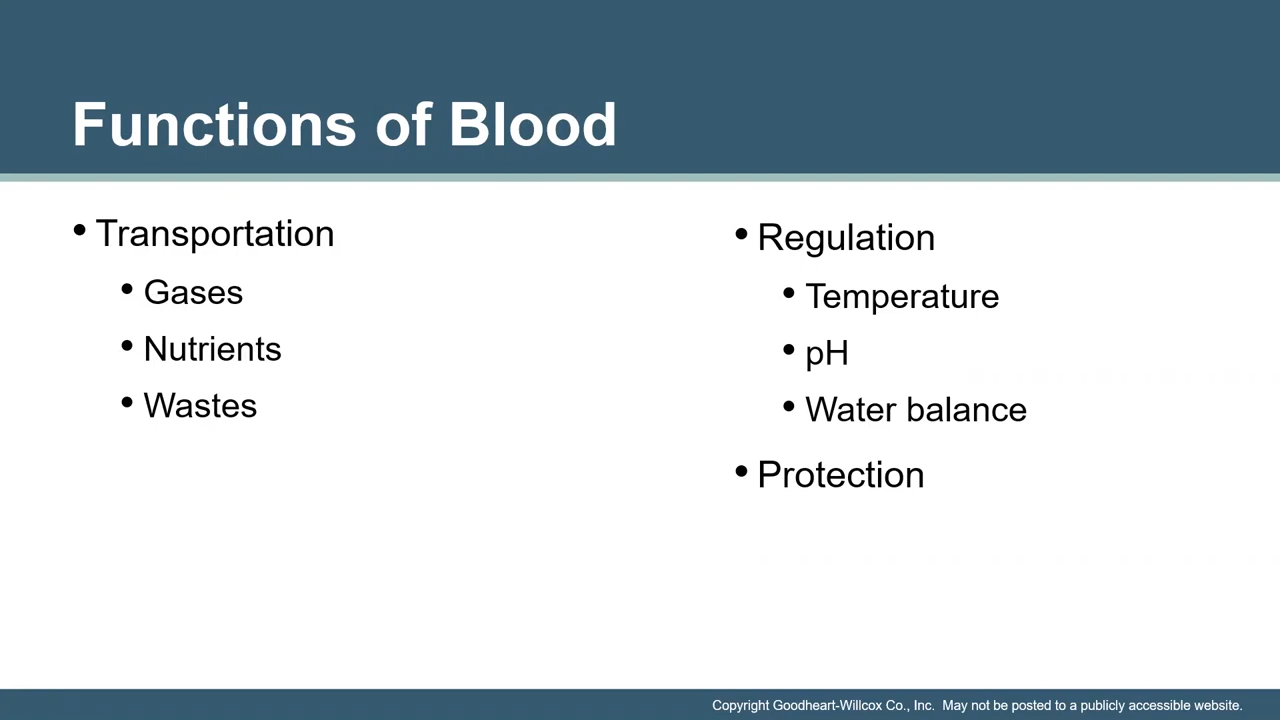 Functions of Blood
• Transportation
• Gases
• Nutrients
• Wastes
• Regulation
• Temperature
• pH
• Water balance
• Protection
Copyright Goodheart-Willcox Co., Inc.  May not be posted to a publicly accessible website.